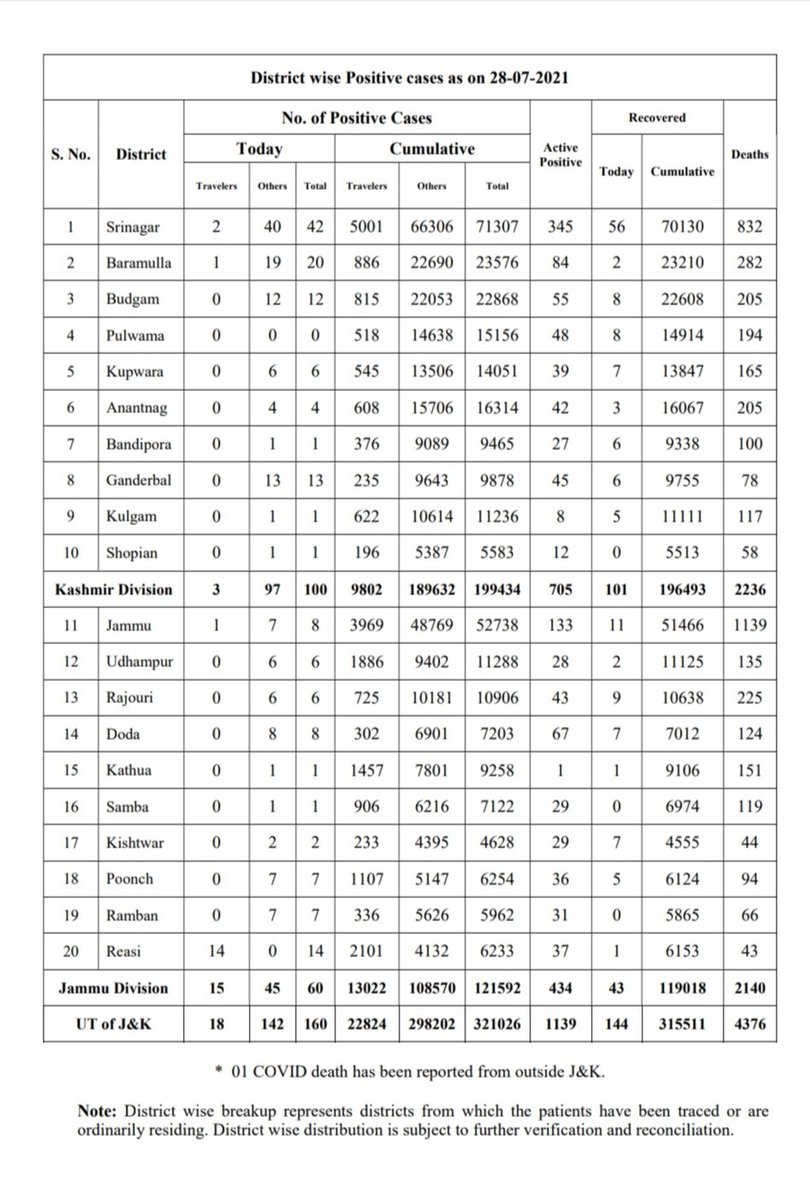 District wise Positive cases as on 28-07-2021
S. No. District No. of Positive Cases Active Positive Recovered Deaths
Today Cumulative Today Cumulative
Travelers Others Total Travelers Others Total
1 Srinagar 2 40 42 5001 66306 71307 345 56 70130 832
2 Baramulla 1 19 20 886 22690 23576 84 2 23210 282
3 Budgam 0 12 12 815 22053 22868 55 8 22608 205
4 Pulwama 0 0 0 518 14638 15156 48 8 14914 194
5 Kupwara 0 6 6 545 13506 14051 39 7 13847 165
6 Anantnag 0 4 4 608 15706 16314 42 3 16067 205
7 Bandipora 0 1 1 376 9089 9465 27 6 9338 100
8 Ganderbal 0 13 13 235 9643 9878 45 6 9755 78
9 Kulgam 0 1 1 622 10614 11236 8 5 11111 117
10 Shopian 0 1 1 196 5387 5583 12 0 5513 58
Kashmir Division 3 97 100 9802 189632 199434 705 101 196493 2236
11 Jammu 1 7 8 3969 48769 52738 133 11 51466 1139
12 Udhampur 0 6 6 1886 9402 11288 28 2 11125 135
13 Rajouri 0 6 6 725 10181 10906 43 9 10638 225
14 Doda 0 8 8 302 6901 7203 67 7 7012 124
15 Kathua 0 1 1 1457 7801 9258 1 1 9106 151
16 Samba 0 1 1 906 6216 7122 29 0 6974 119
17 Kishtwar 0 2 2 233 4395 4628 29 7 4555 44
18 Poonch 0 7 7 1107 5147 6254 36 5 6124 94
19 Ramban 0 7 7 336 5626 5962 31 0 5865 66
20 Reasi 14 0 14 2101 4132 6233 37 1 6153 43
Jammu Division 15 45 60 13022 108570 121592 434 43 119018 2140
UT of J&K 18 142 160 22824 298202 321026 1139 144 315511 4376
* 01 COVID death has been reported from outside J&K.
Note: District wise breakup represents districts from which the patients have been traced or are
ordinarily residing. District wise distribution is subject to further verification and reconciliation.